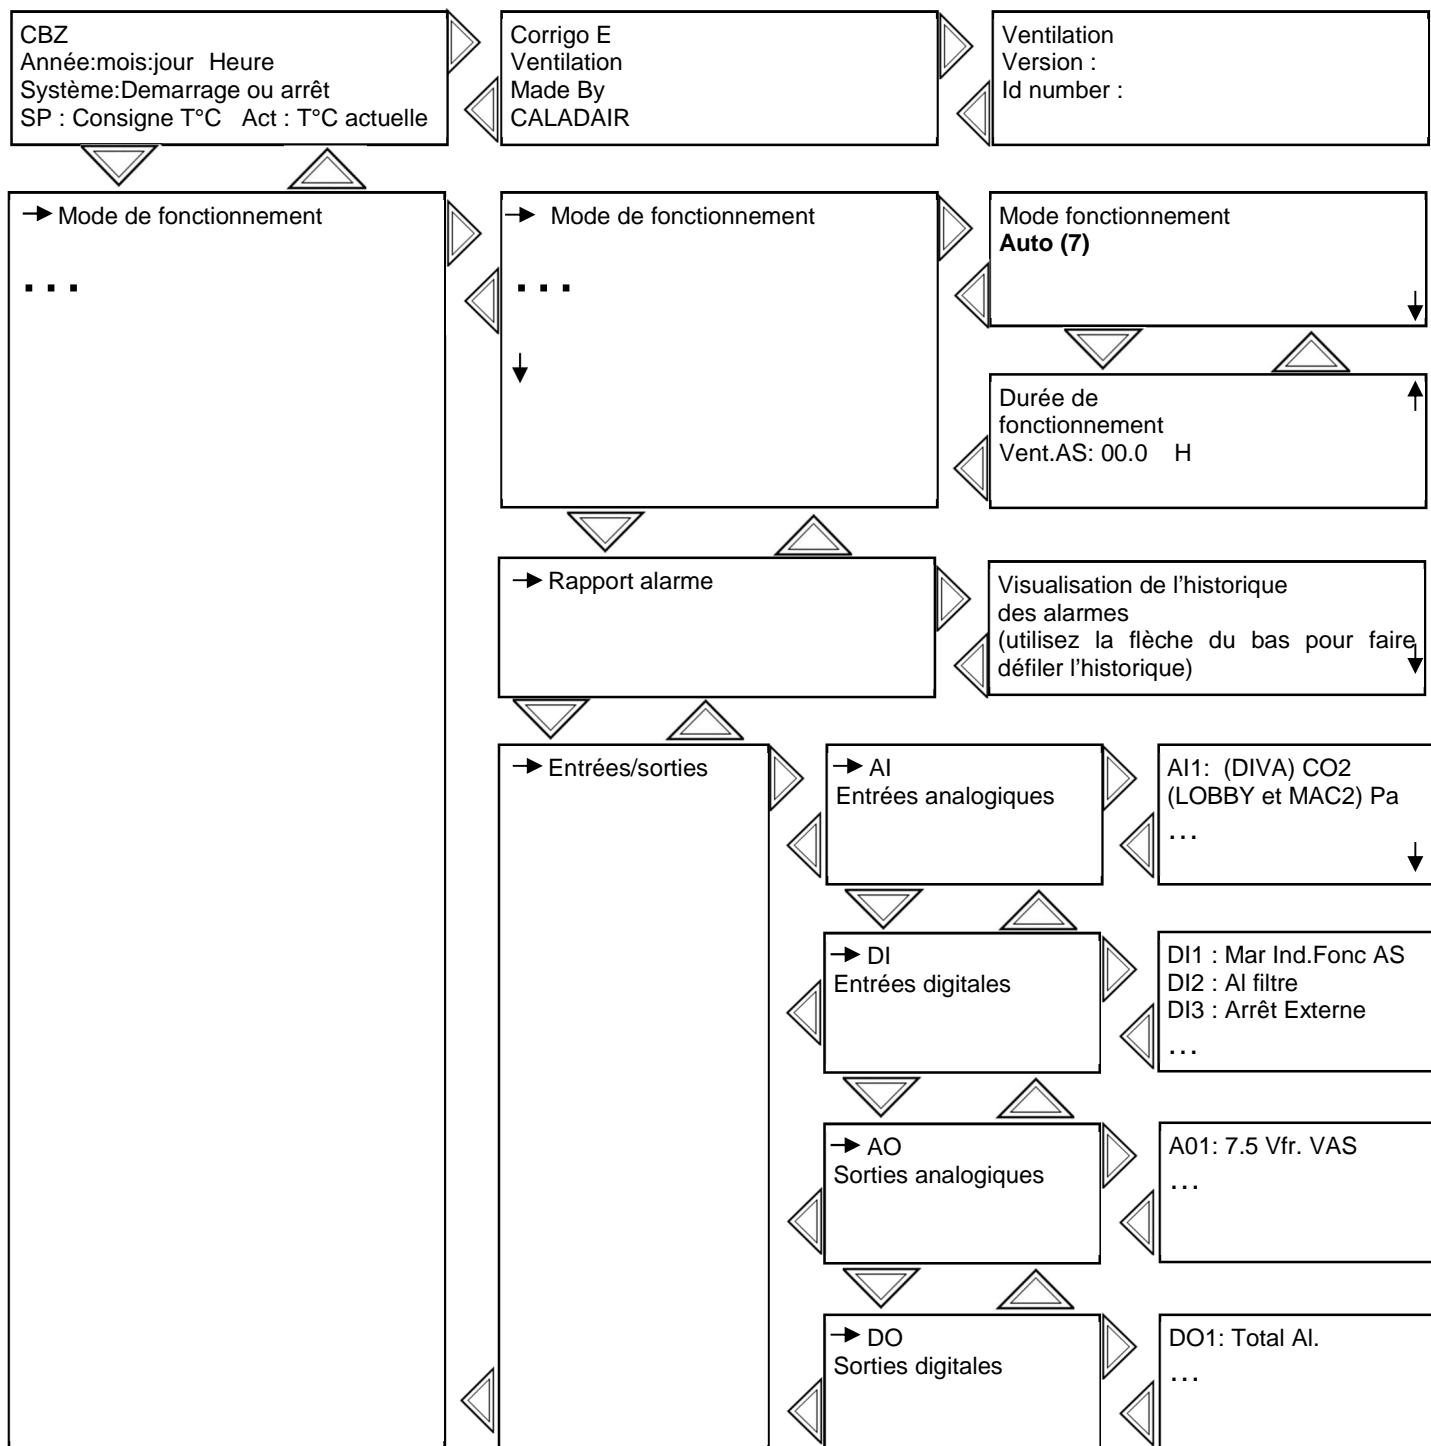 CBZ
Année:mois:jour Heure
Système:Demarrage ou arrêt
SP : Consigne T°C Act : T°C actuelle
Corrigo E
Ventilation
Made By
CALADAIR
Ventilation
Version :
Id number :
Mode de fonctionnement
...
Mode de fonctionnement
...
Mode fonctionnement
Auto (7)
Durée de
fonctionnement
Vent.AS: 00.0 H
Rapport alarme
Visualisation de l'historique
des alarmes
(utilisez la flèche du bas pour faire
défiler l'historique)
Entrées/sorties
AI
Entrées analogiques
AI1: (DIVA) CO2
(LOBBY et MAC2) Pa
...
DI
Entrées digitales
DI1 : Mar Ind.Fonc AS
DI2 : Al filtre
DI3 : Arrêt Externe
...
AO
Sorties analogiques
A01: 7.5 Vfr. VAS
...
DO
Sorties digitales
DO1: Total Al.
...